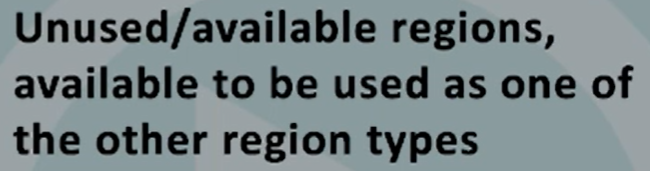 Unused/available regions,
available to be used as one of
the other region types